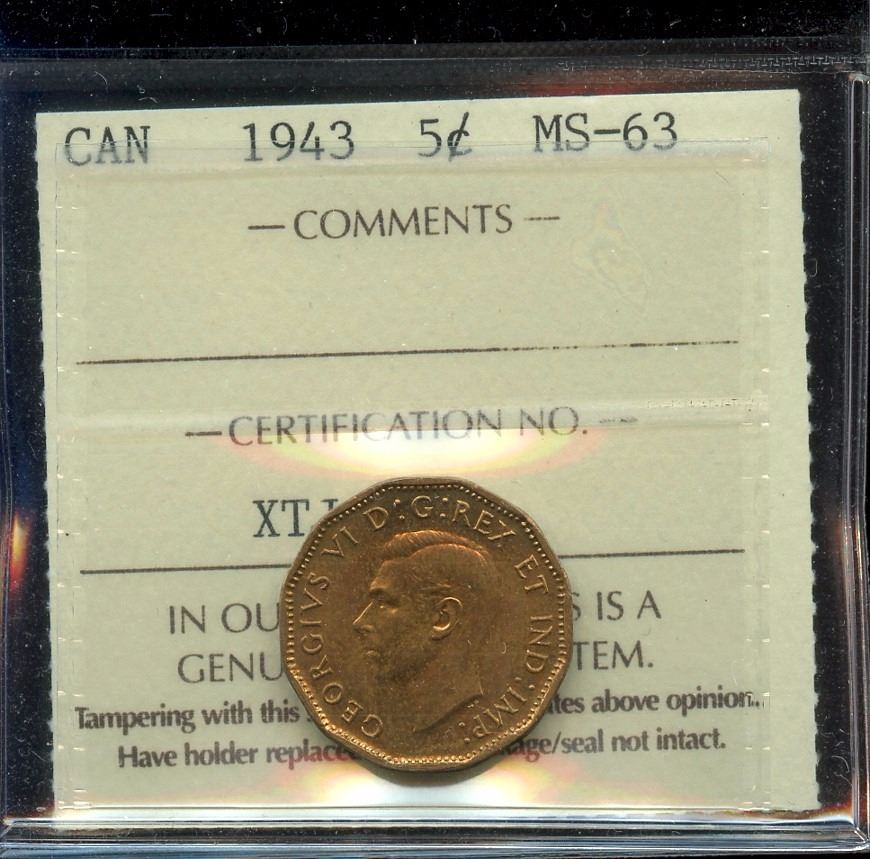 CAN 1943 5¢ MS-63
— COMMENTS —
— CERTIFICATION NO. —
XT
IN OU S IS A
GENU TEM.
Tampering with this ates above opinion.
Have holder replace age/seal not intact.
GEORGIVS VI D:G:REX ET IND:IMP: